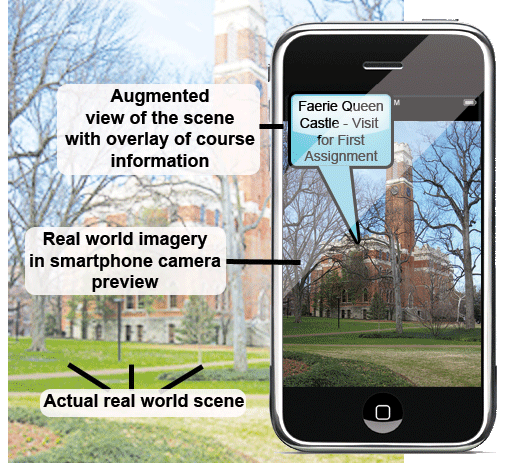 Augmented
view of the scene
with overlay of course
information
Faerie Queen
Castle - Visit
for First
Assignment
Real world imagery
in smartphone camera
preview
Actual real world scene